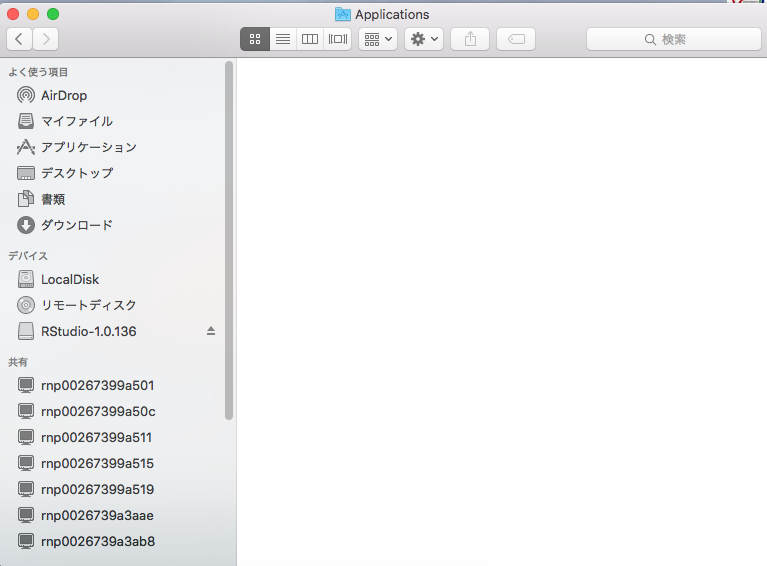 Applications
検索
よく使う項目
AirDrop
マイファイル
アプリケーション
デスクトップ
書類
ダウンロード
デバイス
LocalDisk
リモートディスク
RStudio-1.0.136
共有
rnp00267399a501
rnp00267399a50c
rnp00267399a511
rnp00267399a515
rnp00267399a519
rnp0026739a3aae
rnp0026739a3ab8